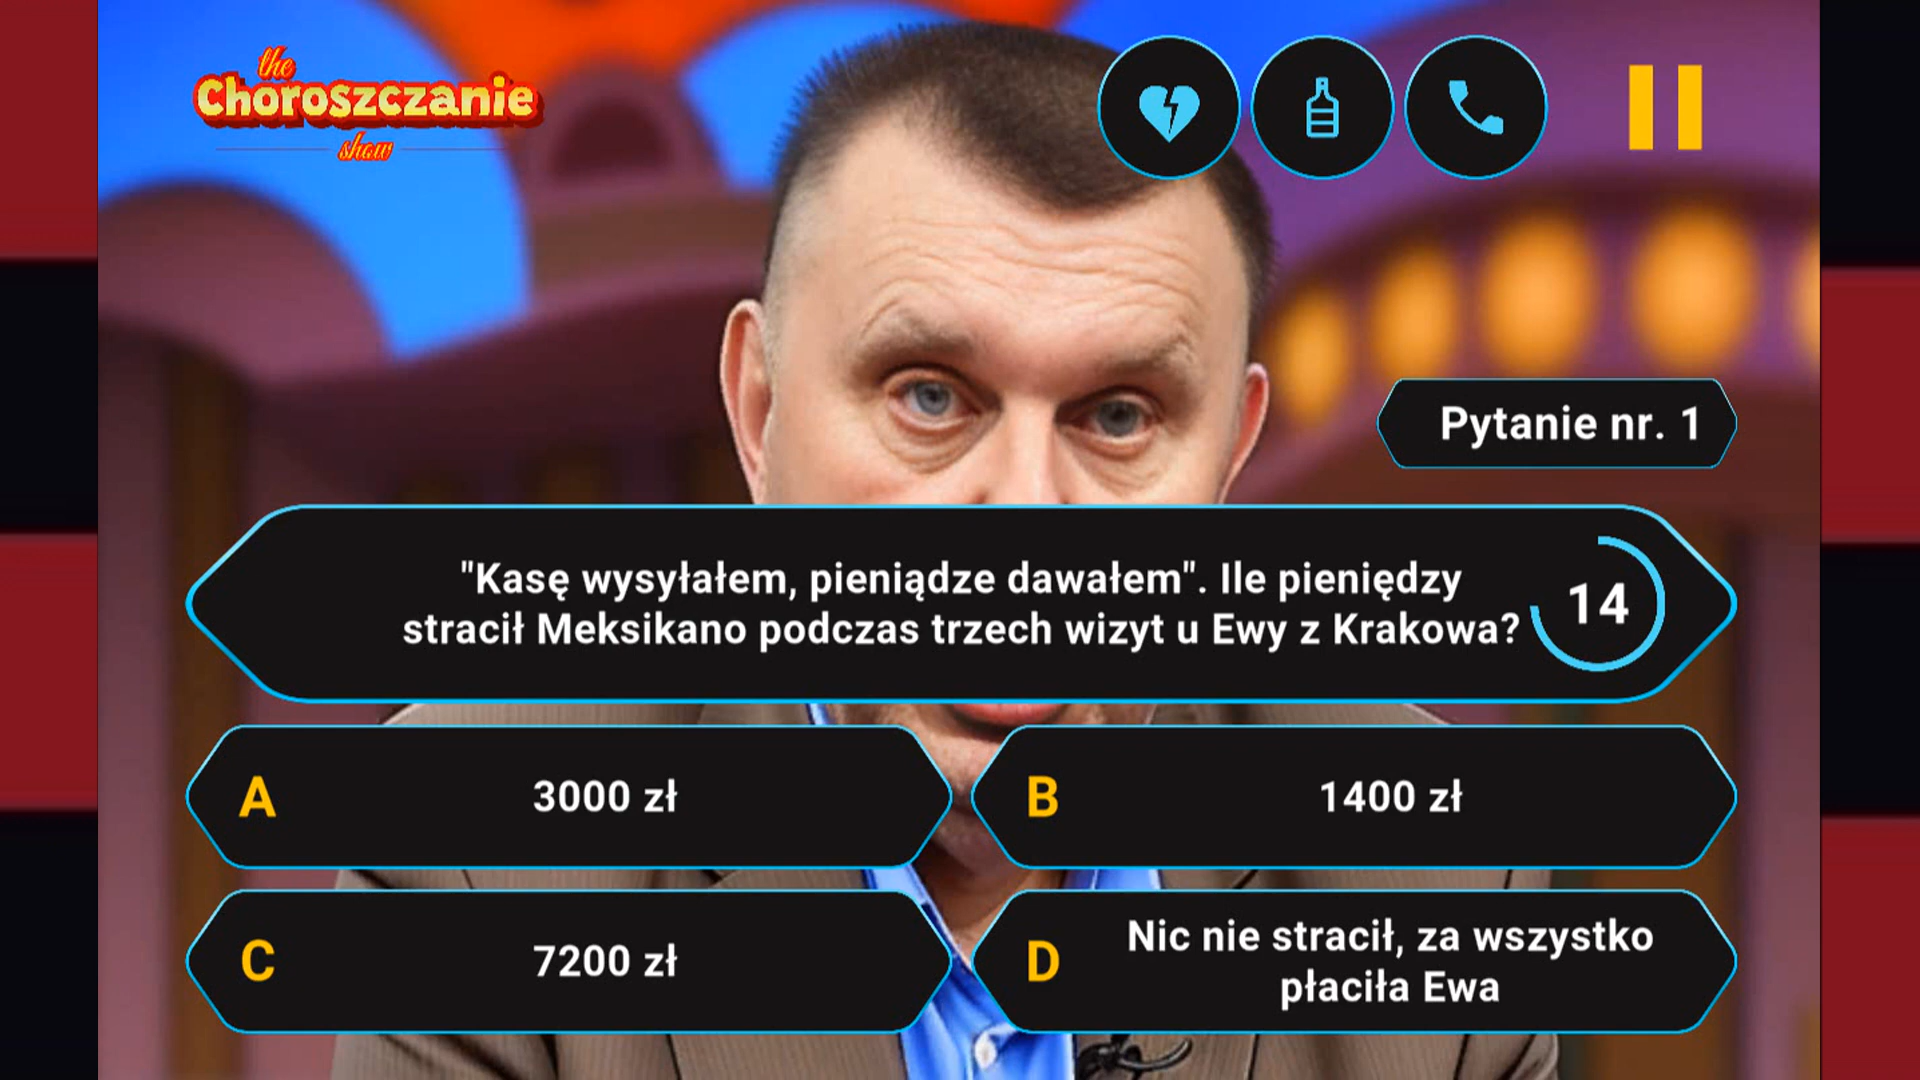 the
Choroszczanie
show
Pytanie nr. 1
"Kasę wysyłałem, pieniądze dawałem". Ile pieniędzy
stracił Meksikano podczas trzech wizyt u Ewy z Krakowa?
14
A 3000 zł
B 1400 zł
C 7200 zł
D Nic nie stracił, za wszystko
płaciła Ewa